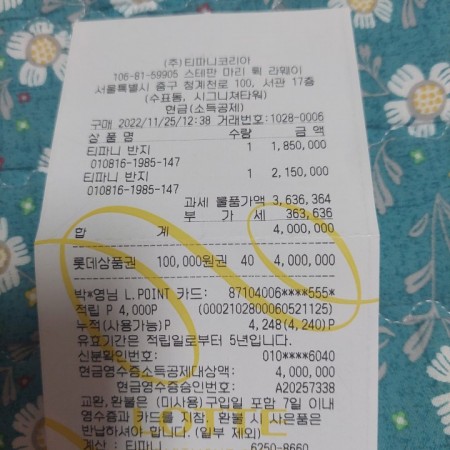 (주)티파니코리아
106-81-59905 스테판 마리 뤽 라웨이
서울특별시 중구 청계천로 100, 서관 17층
(수표동, 시그니쳐타워)
현금(소득공제)
구매 2022/11/25/12:38 거래번호:1028-0006
상 품 명 수량 금 액
티파니 반지 1 1,850,000
010816-1985-147
티파니 반지 1 2,150,000
010816-1985-147
과세 물품가액 3,636,364
부 가 세 363,636
합 계 4,000,000
롯데상품권 100,000원권 40 4,000,000
박*영님 L.POINT 카드: 87104006****555*
적립 P 4,000P (0002102800060521125)
누적(사용가능)P 4,248(4,240)P
유효기간은 적립일로부터 5년입니다.
신분확인번호: 010****6040
현금영수증소득공제대상액: 4,000,000
현금영수증승인번호: A20257338
교환,환불은 (미사용)구입일 포함 7일 이내
영수증과 카드를 지참. 환불 시 사은품은
반납하셔야 합니다.(일부 제외)
LOTTE
계산 : 티파니 6250-8660